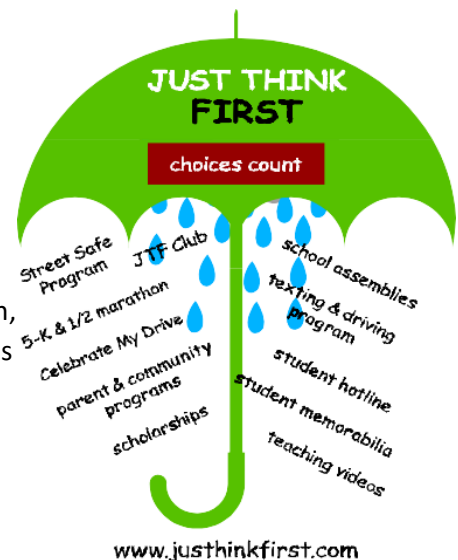 JUST THINK
FIRST
choices count
Street Safe
Program
JTF Club
5-K & 1/2 marathon
Celebrate My Drive
parent & community
programs
scholarships
school assemblies
texting & driving
program
student hotline
student memorabilia
teaching videos
www.justhinkfirst.com